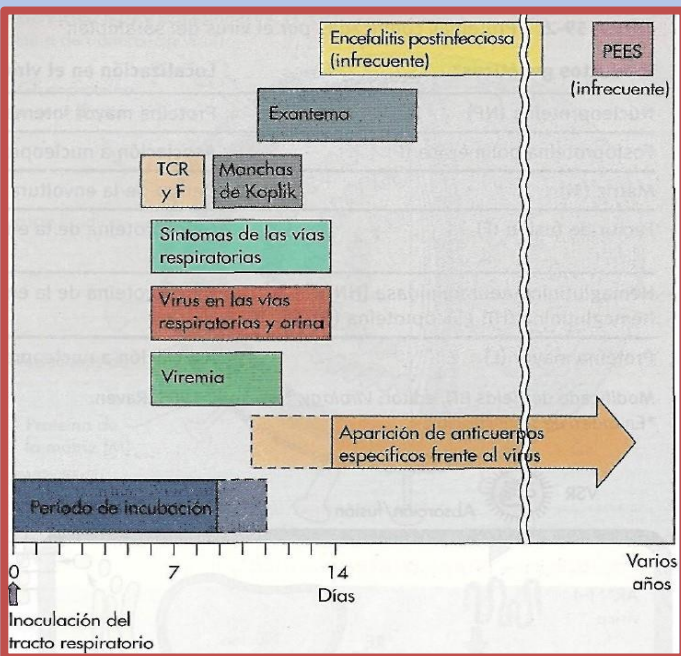 Encefalitis postinfecciosa
(infrecuente)
PEES
(infrecuente)
Exantema
TCR
y F
Manchas
de Koplik
Síntomas de las vías
respiratorias
Virus en las vías
respiratorias y orina
Viremia
Aparición de anticuerpos
específicos frente al virus
Período de incubación
0
7
14
Días
Varios
años
Inoculación del
tracto respiratorio